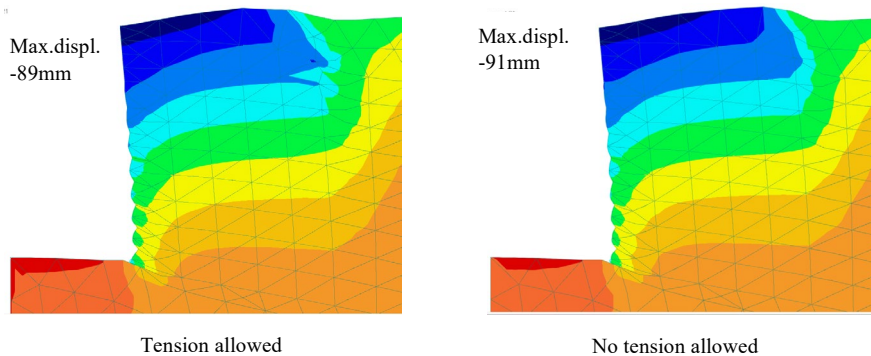 Max.displ.
-89mm
Max.displ.
-91mm
Tension allowed
No tension allowed